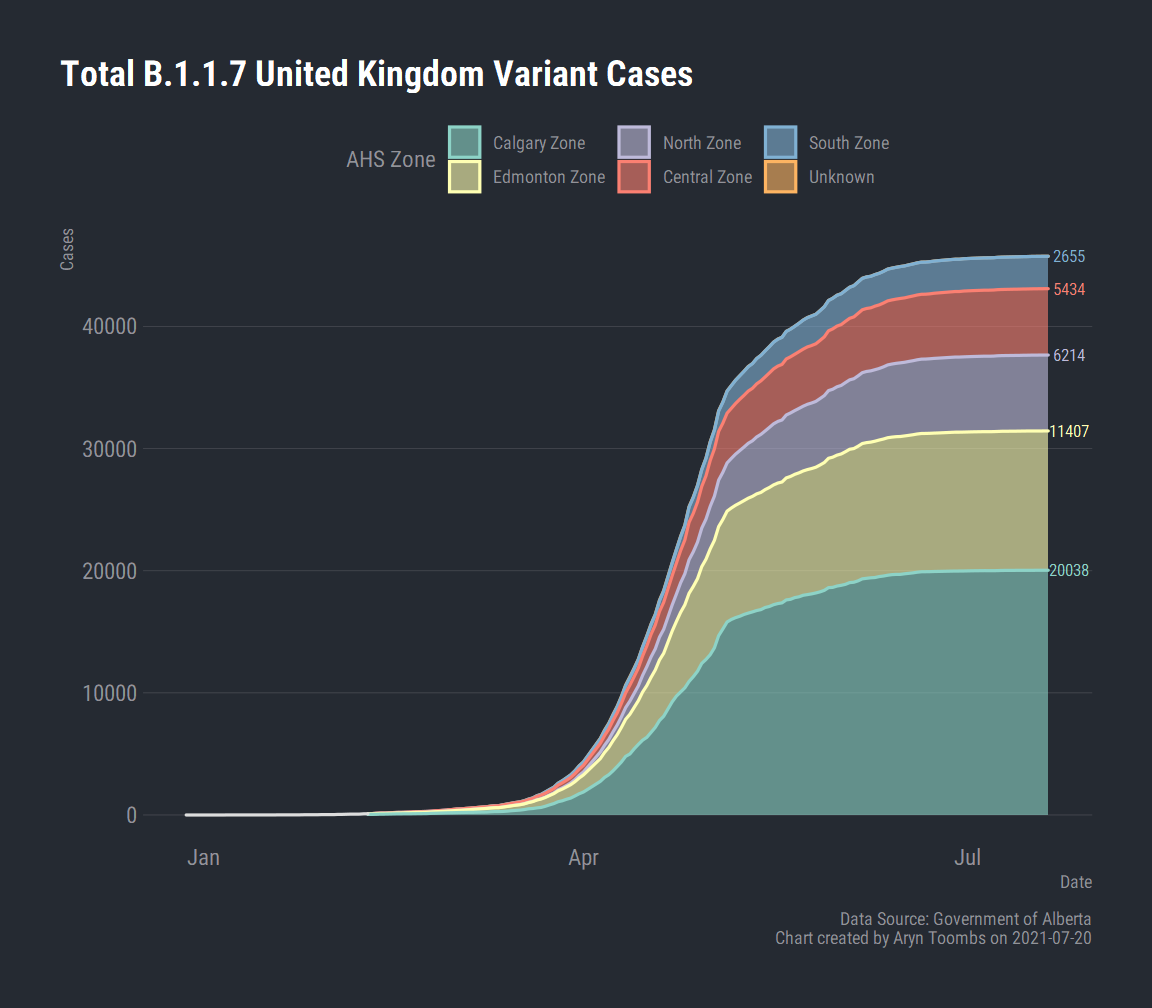 Total B.1.1.7 United Kingdom Variant Cases
AHS Zone
Calgary Zone North Zone South Zone
Edmonton Zone Central Zone Unknown
Cases
2655
5434
40000
6214
11407
30000
20000
20038
10000
0
Jan Apr Jul
Date
Data Source: Government of Alberta
Chart created by Aryn Toombs on 2021-07-20